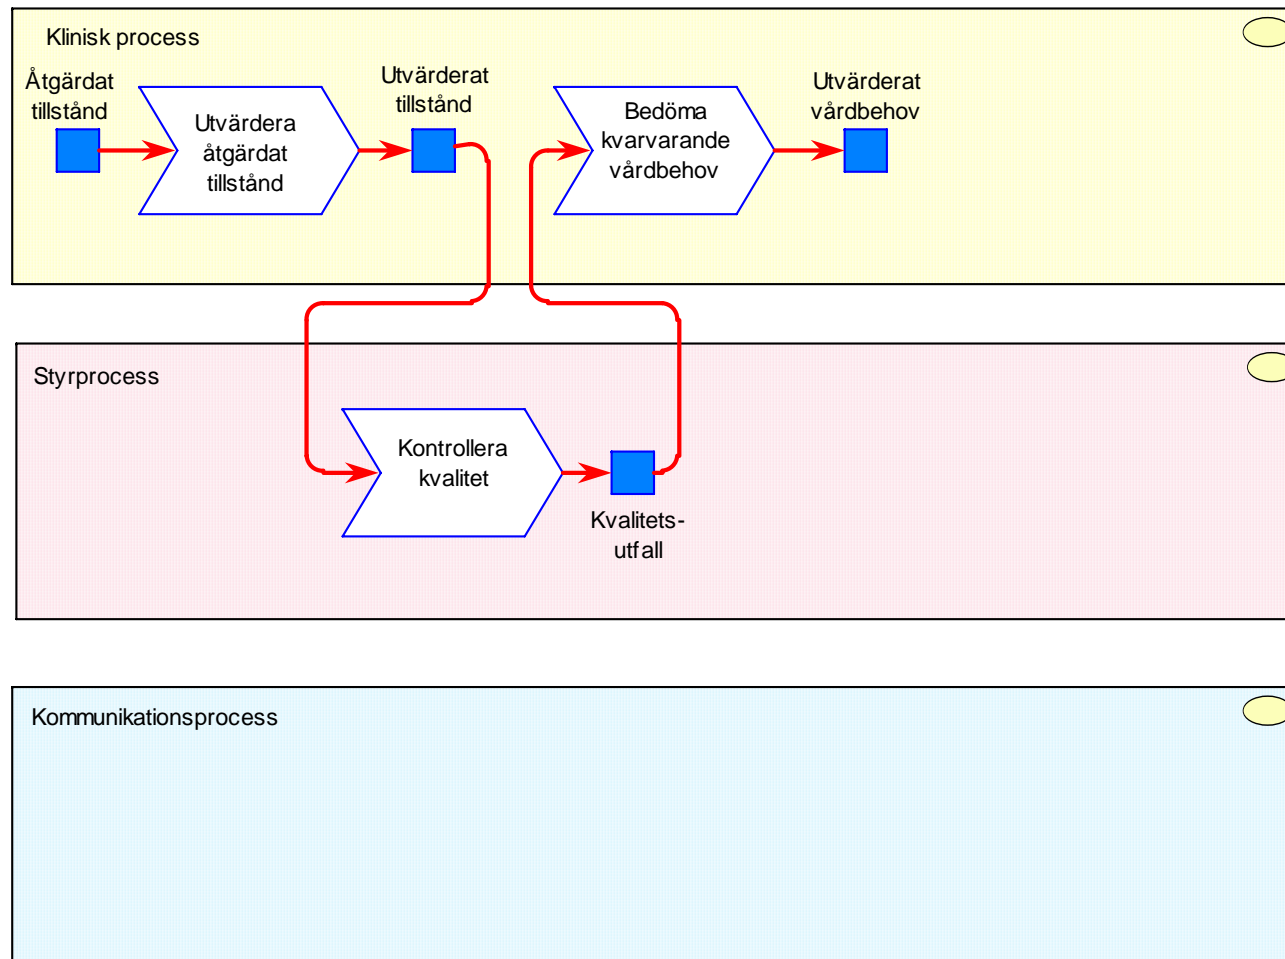 Klinisk process
Åtgärdat
tillstånd
Utvärdera
åtgärdat
tillstånd
Utvärderat
tillstånd
Bedöma
kvarvarande
vårdbehov
Utvärderat
vårdbehov
Styrprocess
Kontrollera
kvalitet
Kvalitets-
utfall
Kommunikationsprocess